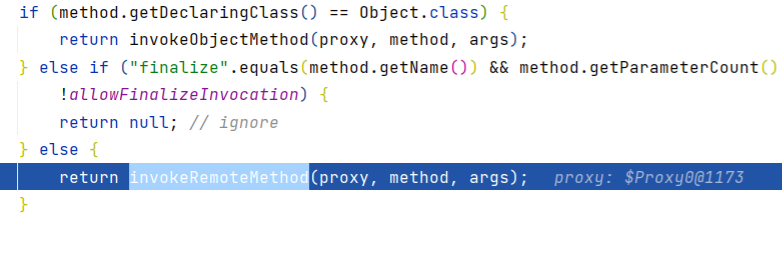 if (method.getDeclaringClass() == Object.class) {
return invokeObjectMethod(proxy, method, args);
} else if ("finalize".equals(method.getName()) && method.getParameterCount()
!allowFinalizeInvocation) {
return null; // ignore
} else {
return invokeRemoteMethod(proxy, method, args); proxy: $Proxy0@1173
}